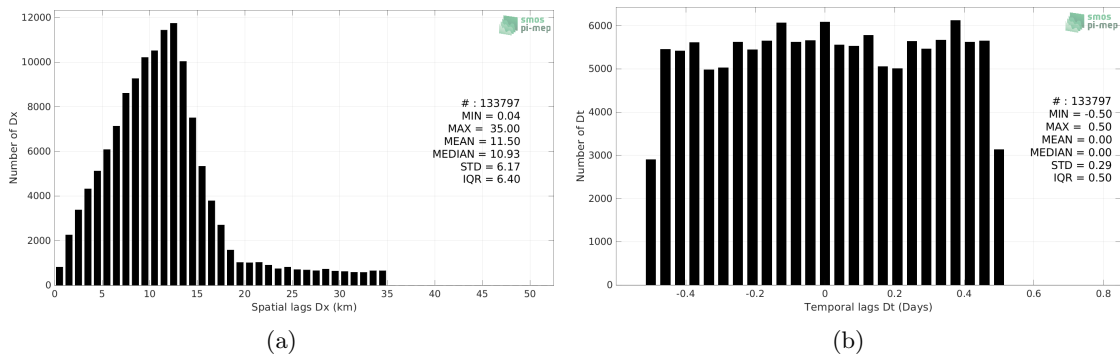 12000
10000
8000
6000
4000
2000
0
Number of Dx
smos
pi-mep
# : 133797
MIN = 0.04
MAX = 35.00
MEAN = 11.50
MEDIAN = 10.93
STD = 6.17
IQR = 6.40
0 5 10 15 20 25 30 35 40 45 50
Spatial lags Dx (km)
(a)
6000
5000
4000
3000
2000
1000
0
Number of Dt
smos
pi-mep
# : 133797
MIN = -0.50
MAX = 0.50
MEAN = 0.00
MEDIAN = 0.00
STD = 0.29
IQR = 0.50
-0.4 -0.2 0 0.2 0.4 0.6 0.8
Temporal lags Dt (Days)
(b)